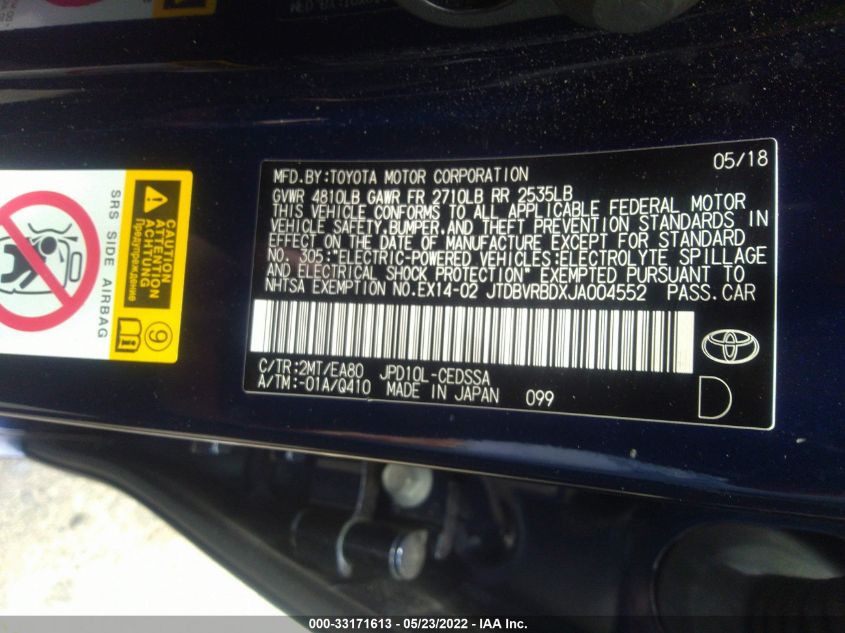 MFD.BY:TOYOTA MOTOR CORPORATION 05/18
GVWR 4810LB GAWR FR 2710LB RR 2535LB
THIS VEHICLE CONFORMS TO ALL APPLICABLE FEDERAL MOTOR
VEHICLE SAFETY,BUMPER,AND THEFT PREVENTION STANDARDS IN
EFFECT ON THE DATE OF MANUFACTURE EXCEPT FOR STANDARD
NO. 305:"ELECTRIC-POWERED VEHICLES:ELECTROLYTE SPILLAGE
AND ELECTRICAL SHOCK PROTECTION" EXEMPTED PURSUANT TO
NHTSA EXEMPTION NO.EX14-02 JTDBVRBDXJA004552 PASS.CAR
C/TR:2MT/EA80 JPD10L-CEDSSA
A/TM:-01A/Q410 MADE IN JAPAN 099
D
SRS SIDE AIRBAG
CAUTION
ATTENTION
ACHTUNG
Предупреждение
9
000-33171613 - 05/23/2022 - IAA Inc.